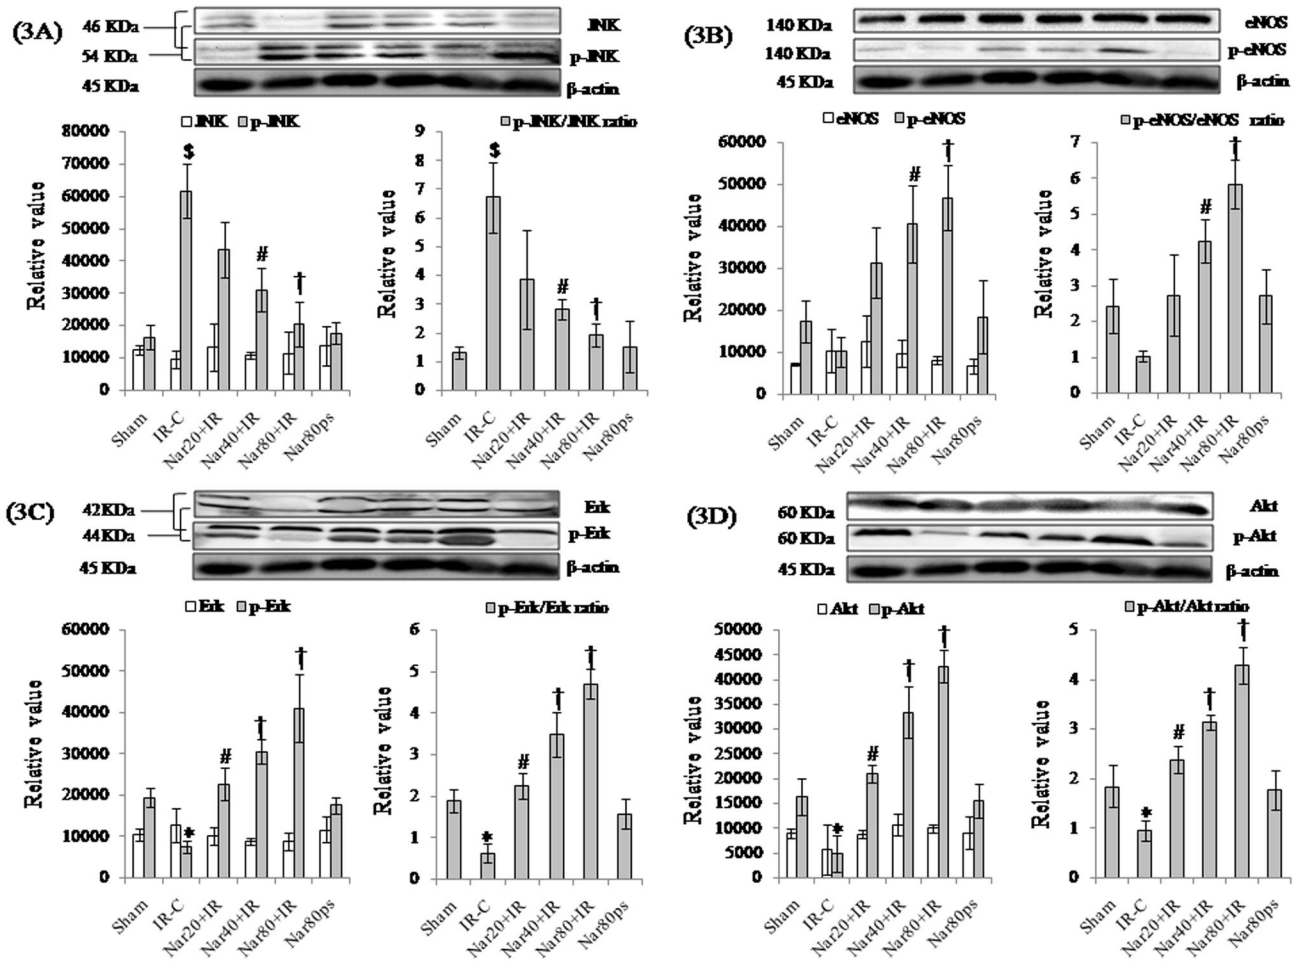 (3A)
46 KDa
JNK
54 KDa
p-JNK
45 KDa
β-actin
JNK p-JNK
Relative value
80000
70000
60000
50000
40000
30000
20000
10000
0
$
#
†
Sham IR-C Nar20+IR Nar40+IR Nar80+IR Nar80ps
p-JNK/JNK ratio
Relative value
9
8
7
6
5
4
3
2
1
0
$
#
†
Sham IR-C Nar20+IR Nar40+IR Nar80+IR Nar80ps
(3B)
140 KDa
eNOS
140 KDa
p-eNOS
45 KDa
β-actin
eNOS p-eNOS
Relative value
60000
50000
40000
30000
20000
10000
0
#
†
Sham IR-C Nar20+IR Nar40+IR Nar80+IR Nar80ps
p-eNOS/eNOS ratio
Relative value
7
6
5
4
3
2
1
0
#
†
Sham IR-C Nar20+IR Nar40+IR Nar80+IR Nar80ps
(3C)
42KDa
Erk
44KDa
p-Erk
45 KDa
β-actin
Erk p-Erk
Relative value
60000
50000
40000
30000
20000
10000
0
*
#
†
†
Sham IR-C Nar20+IR Nar40+IR Nar80+IR Nar80ps
p-Erk/Erk ratio
Relative value
6
5
4
3
2
1
0
*
#
†
†
Sham IR-C Nar20+IR Nar40+IR Nar80+IR Nar80ps
(3D)
60 KDa
Akt
60 KDa
p-Akt
45 KDa
β-actin
Akt p-Akt
Relative value
50000
45000
40000
35000
30000
25000
20000
15000
10000
5000
0
*
#
†
†
Sham IR-C Nar20+IR Nar40+IR Nar80+IR Nar80ps
p-Akt/Akt ratio
Relative value
5
4
3
2
1
0
*
#
†
†
Sham IR-C Nar20+IR Nar40+IR Nar80+IR Nar80ps